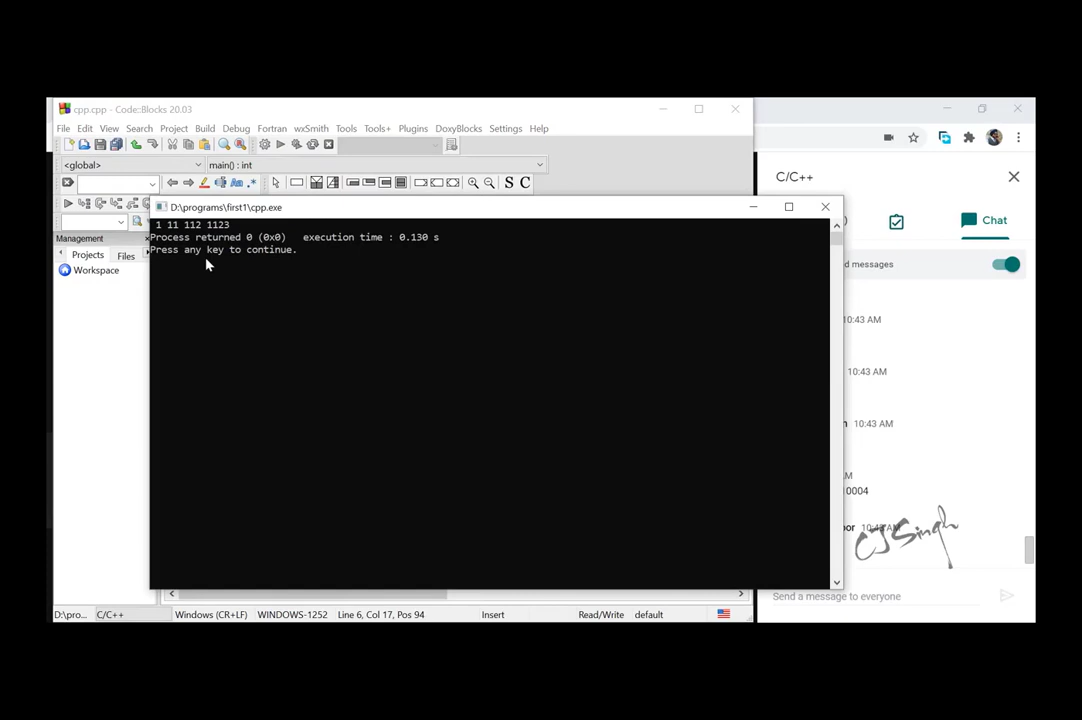 cpp.cpp - Code::Blocks 20.03
File Edit View Search Project Build Debug Fortran wxSmith Tools Tools+ Plugins DoxyBlocks Settings Help
<global>
main() : int
Management
Projects
Files
Workspace
D:\programs\first1\cpp.exe
1 11 112 1123
Process returned 0 (0x0) execution time : 0.130 s
Press any key to continue.
D:\pro...
C/C++
Windows (CR+LF)
WINDOWS-1252
Line 6, Col 17, Pos 94
Insert
Read/Write
default
C/C++
Chat
d messages
10:43 AM
10:43 AM
10:43 AM
0004
CJSingh
Send a message to everyone